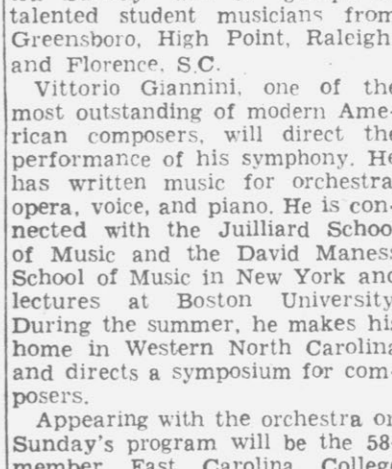 talented student musicians from
Greensboro, High Point, Raleigh
and Florence, S.C.
Vittorio Giannini, one of the
most outstanding of modern Ame-
rican composers, will direct the
performance of his symphony. He
has written music for orchestra
opera, voice, and piano. He is con-
nected with the Juilliard Schoo
of Music and the David Manes
School of Music in New York and
lectures at Boston University
During the summer, he makes hi
home in Western North Carolina
and directs a symposium for com-
posers.
Appearing with the orchestra on
Sunday's program will be the 58
member East Carolina Colleg